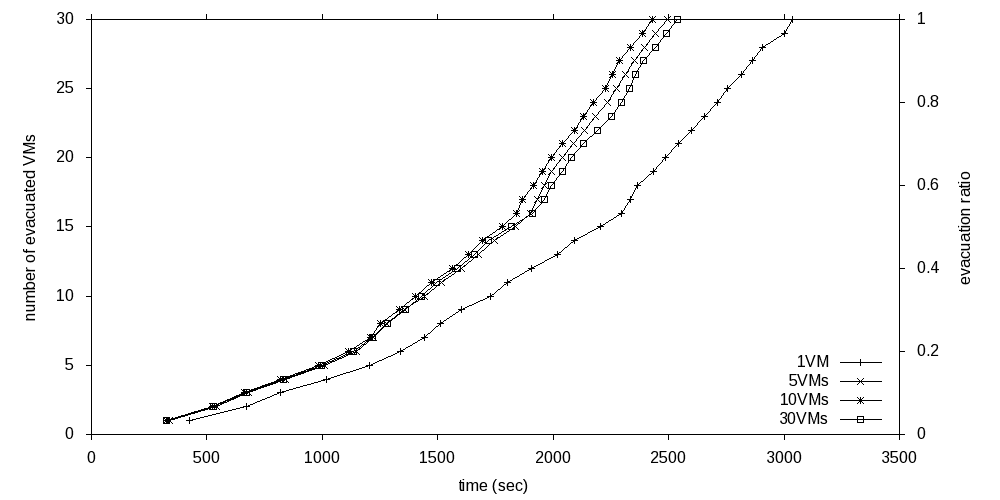 30
25
20
15
10
5
0
number of evacuated VMs
1
0.8
0.6
0.4
0.2
0
evacuation ratio
1VM
5VMs
10VMs
30VMs
0 500 1000 1500 2000 2500 3000 3500
time (sec)